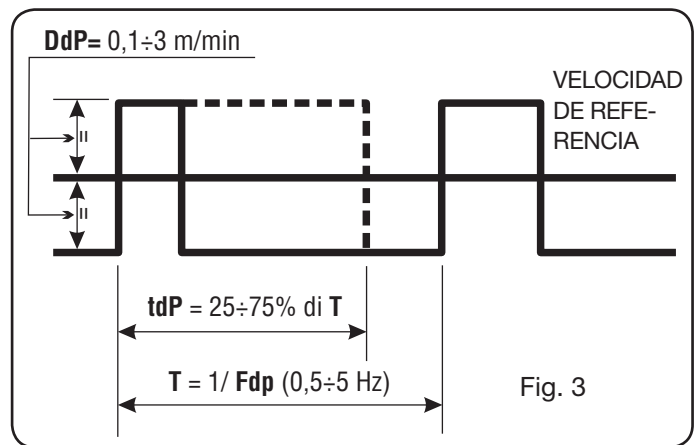 DdP= 0,1÷3 m/min
VELOCIDAD
DE REFE-
RENCIA
=
=
tdP = 25÷75% di T
T = 1/ Fdp (0,5÷5 Hz)
Fig. 3